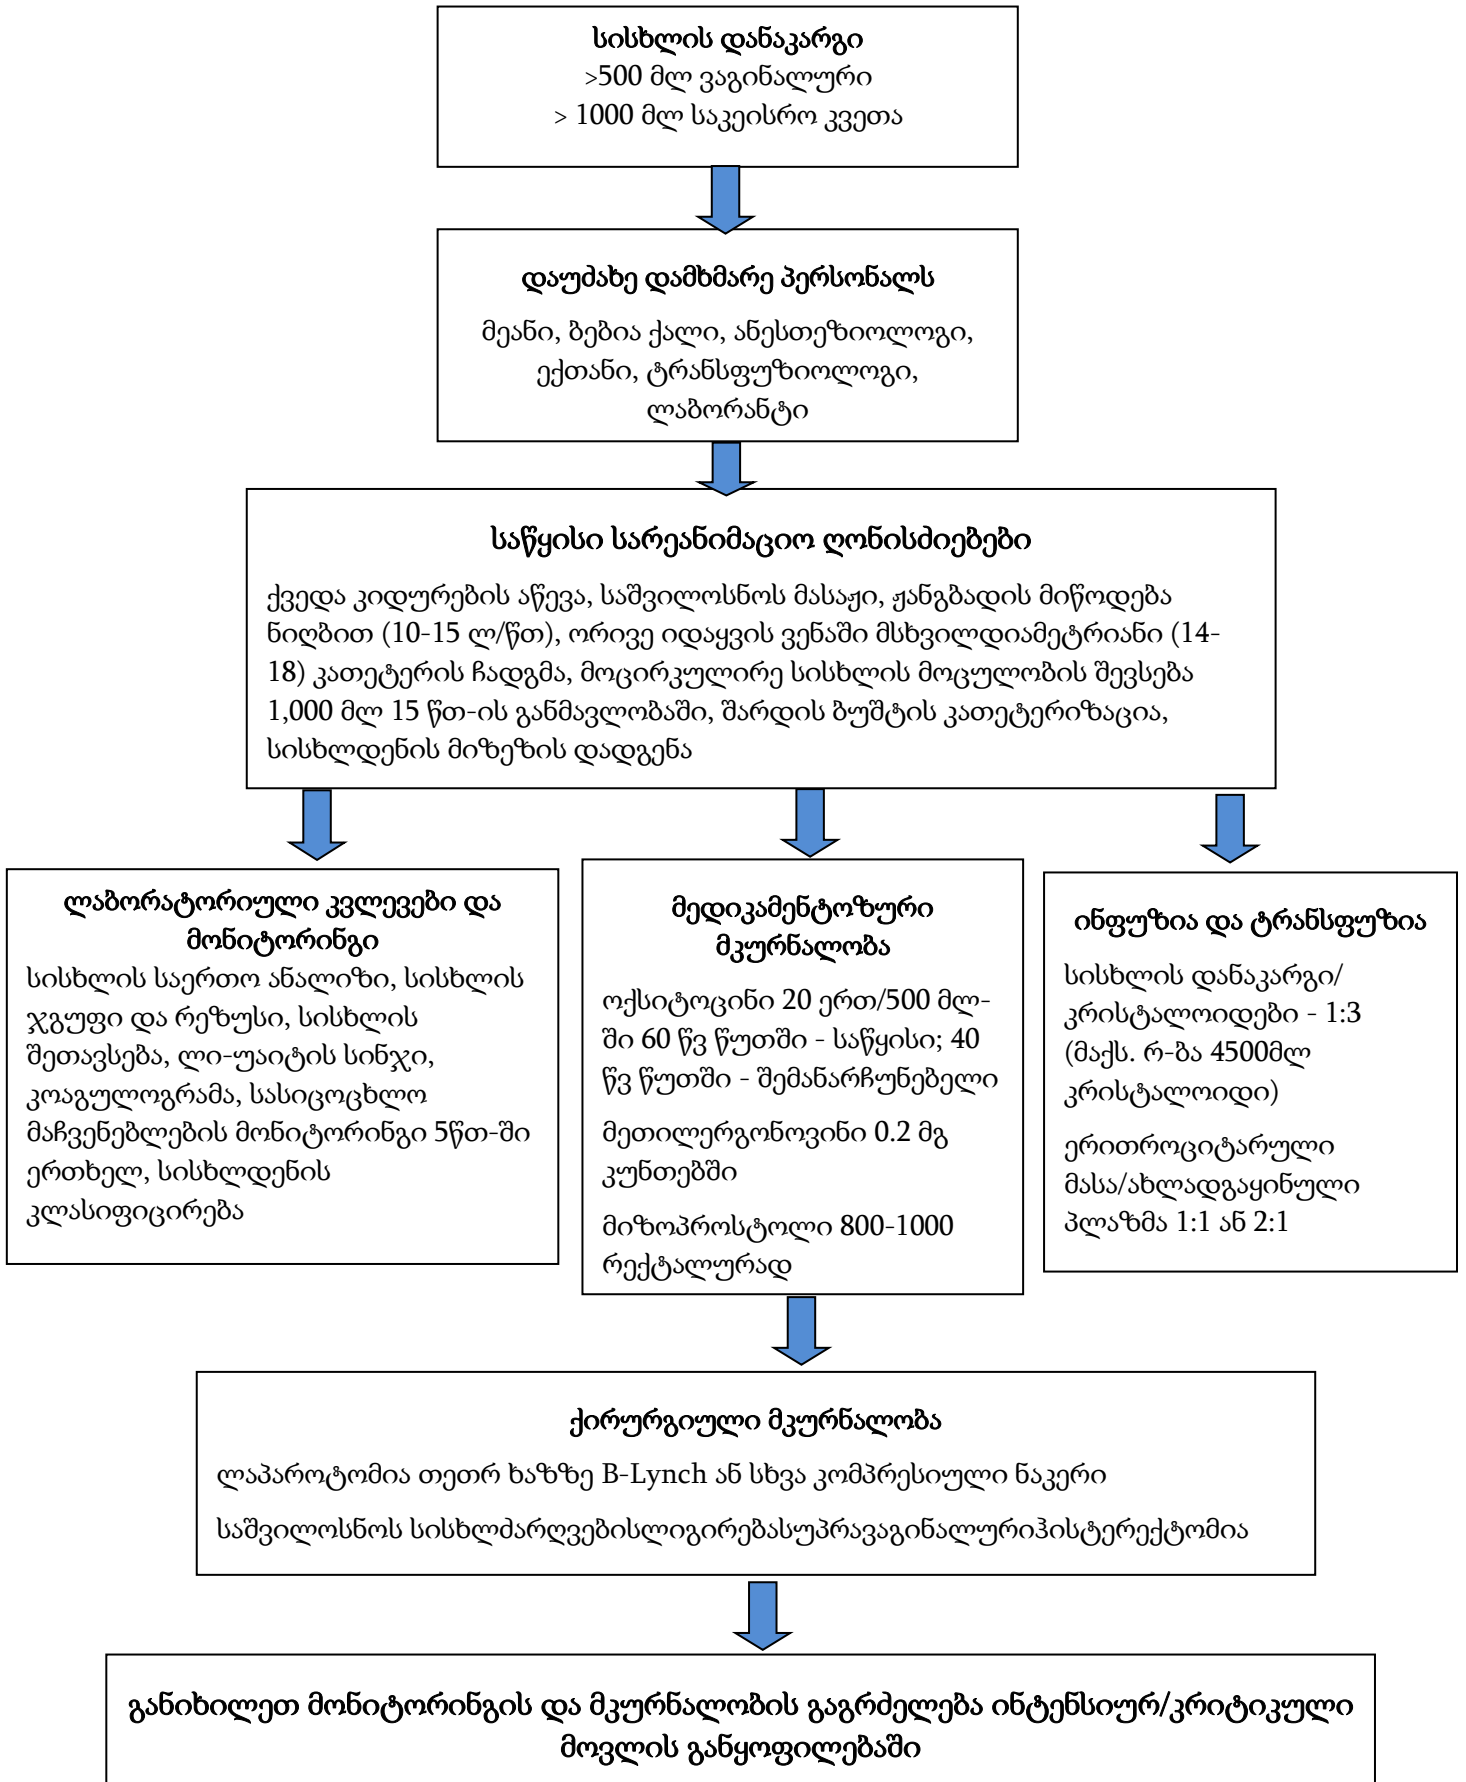 სისხლის დანაკარგი
>500 მლ ვაგინალური
> 1000 მლ საკეისრო კვეთა
დაუძახე დამხმარე პერსონალს
მეანი, ბებია ქალი, ანესთეზიოლოგი,
ექთანი, ტრანსფუზიოლოგი,
ლაბორანტი
საწყისი სარეანიმაციო ღონისძიებები
ქვედა კიდურების აწევა, საშვილოსნოს მასაჟი, ჟანგბადის მიწოდება
ნიღბით (10-15 ლ/წთ), ორივე იდაყვის ვენაში მსხვილდიამეტრიანი (14-
18) კათეტერის ჩადგმა, მოცირკულირე სისხლის მოცულობის შევსება
1,000 მლ 15 წთ-ის განმავლობაში, შარდის ბუშტის კათეტერიზაცია,
სისხლდენის მიზეზის დადგენა
ლაბორატორიული კვლევები და
მონიტორინგი
სისხლის საერთო ანალიზი, სისხლის
ჯგუფი და რეზუსი, სისხლის
შეთავსება, ლი-უაიტის სინჯი,
კოაგულოგრამა, სასიცოცხლო
მაჩვენებლების მონიტორინგი 5წთ-ში
ერთხელ, სისხლდენის
კლასიფიცირება
მედიკამენტოზური
მკურნალობა
ოქსიტოცინი 20 ერთ/500 მლ-
ში 60 წვ წუთში - საწყისი; 40
წვ წუთში - შემანარჩუნებელი
მეთილერგონოვინი 0.2 მგ
კუნთებში
მიზოპროსტოლი 800-1000
რექტალურად
ინფუზია და ტრანსფუზია
სისხლის დანაკარგი/
კრისტალოიდები - 1:3
(მაქს. რ-ბა 4500მლ
კრისტალოიდი)
ერითროციტარული
მასა/ახლადგაყინული
პლაზმა 1:1 ან 2:1
ქირურგიული მკურნალობა
ლაპაროტომია თეთრ ხაზზე B-Lynch ან სხვა კომპრესიული ნაკერი
საშვილოსნოს სისხლძარღვებისლიგირებასუპრავაგინალურიჰისტერექტომია
განიხილეთ მონიტორინგის და მკურნალობის გაგრძელება ინტენსიურ/კრიტიკული
მოვლის განყოფილებაში